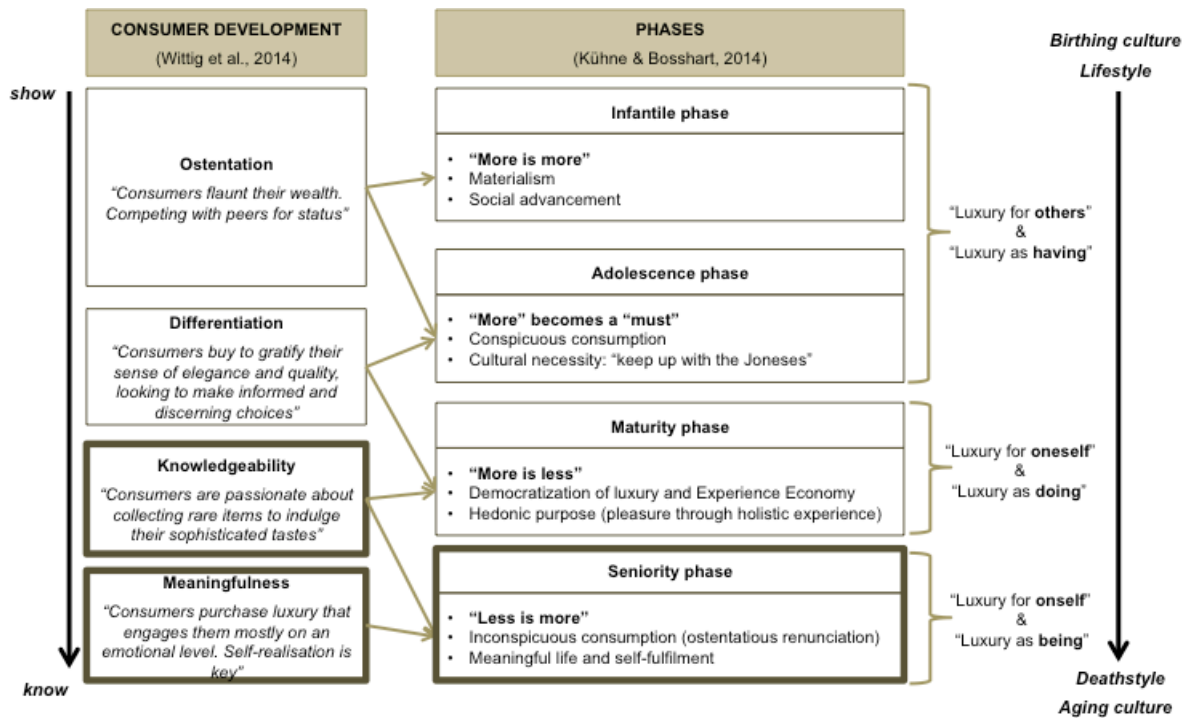 CONSUMER DEVELOPMENT
(Wittig et al., 2014)
PHASES
(Kühne & Bosshart, 2014)
Birthing culture
Lifestyle
show
Ostentation
“Consumers flaunt their wealth.
Competing with peers for status”
Differentiation
“Consumers buy to gratify their
sense of elegance and quality,
looking to make informed and
discerning choices”
Knowledgeability
“Consumers are passionate about
collecting rare items to indulge
their sophisticated tastes”
Meaningfulness
“Consumers purchase luxury that
engages them mostly on an
emotional level. Self-realisation is
key”
know
Infantile phase
• “More is more”
• Materialism
• Social advancement
Adolescence phase
• “More” becomes a “must”
• Conspicuous consumption
• Cultural necessity: “keep up with the Joneses”
Maturity phase
• “More is less”
• Democratization of luxury and Experience Economy
• Hedonic purpose (pleasure through holistic experience)
Seniority phase
• “Less is more”
• Inconspicuous consumption (ostentatious renunciation)
• Meaningful life and self-fulfilment
“Luxury for others”
&
“Luxury as having”
“Luxury for oneself”
&
“Luxury as doing”
“Luxury for onself”
&
“Luxury as being”
Deathstyle
Aging culture